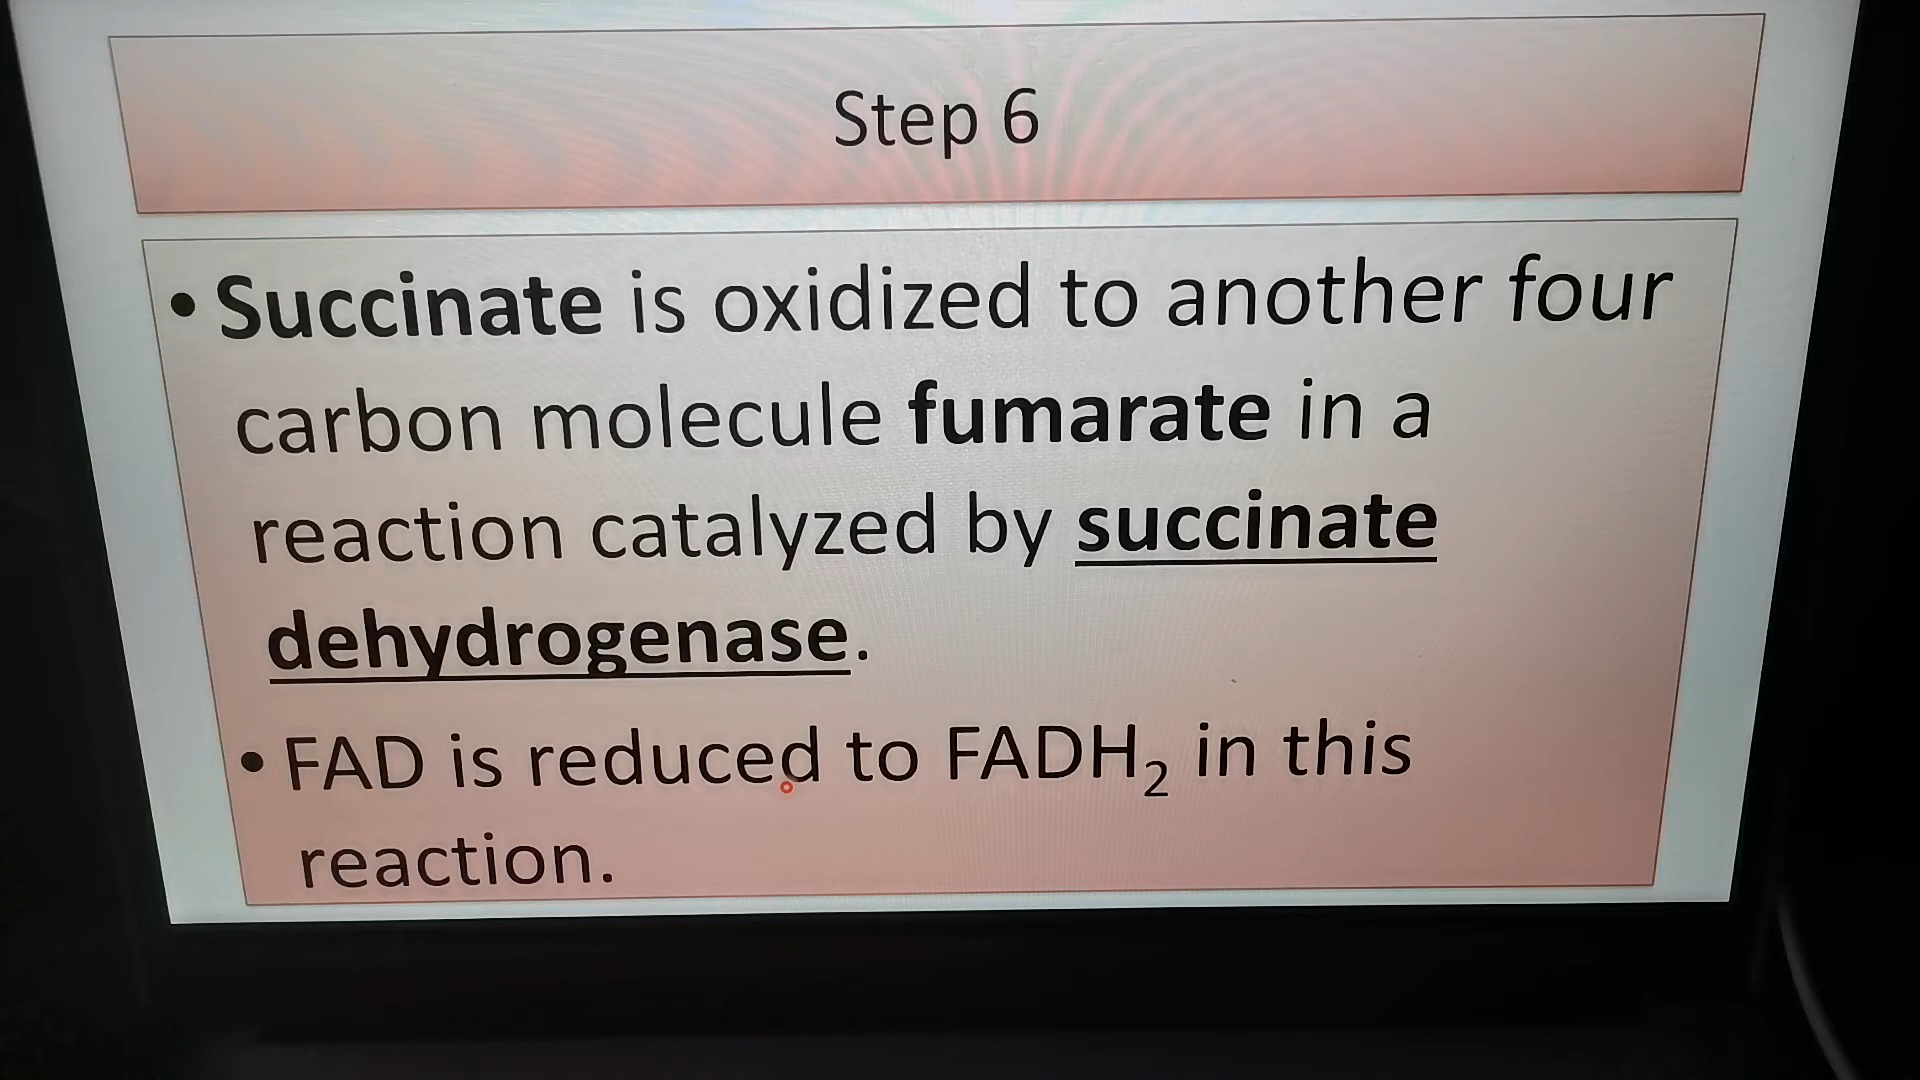 Step 6
• Succinate is oxidized to another four
carbon molecule fumarate in a
reaction catalyzed by succinate
dehydrogenase.
• FAD is reduced to FADH₂ in this
reaction.